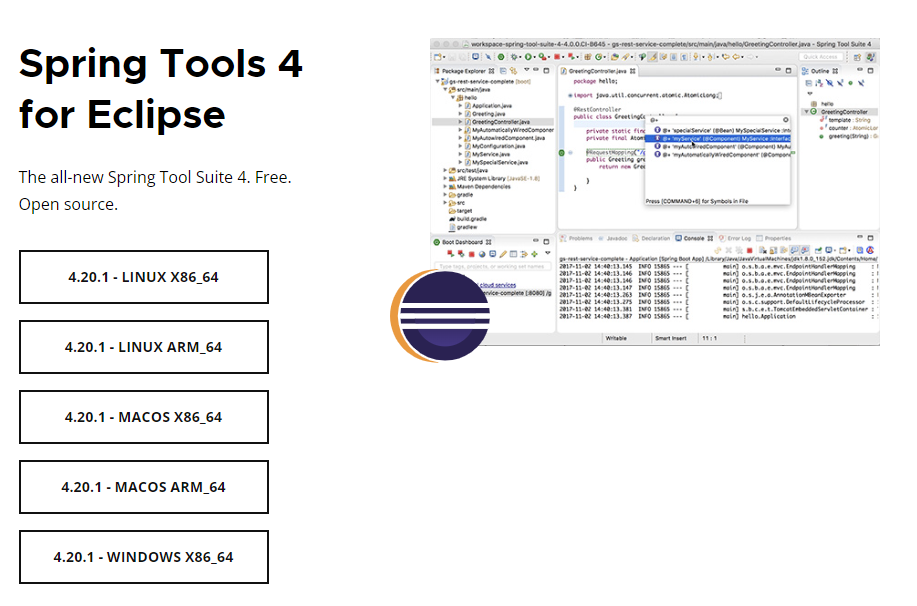 Spring Tools 4
for Eclipse
The all-new Spring Tool Suite 4. Free.
Open source.
4.20.1 - LINUX X86_64
4.20.1 - LINUX ARM_64
4.20.1 - MACOS X86_64
4.20.1 - MACOS ARM_64
4.20.1 - WINDOWS X86_64
workspace-spring-tool-suite-4-4.0.0.CI-B645 - gs-rest-service-complete/src/main/java/hello/GreetingController.java - Spring Tool Suite 4
Quick Access
Package Explorer
gs-rest-service-complete [boot]
src/main/java
hello
Application.java
Greeting.java
GreetingController.java
MyAutomaticallyWiredComponen
MyAutowiredComponent.java
MyConfiguration.java
MyService.java
MySpecialService.java
src/test/java
JRE System Library [JavaSE-1.8]
Maven Dependencies
gradle
src
target
build.gradle
gradlew
GreetingController.java
package hello;
import java.util.concurrent.atomic.AtomicLong;
@RestController
public class GreetingCon
private static fina
private final Atom
@RequestMapping("/g
public Greeting gre
return new Gree
}
}
@+
@+ 'specialService' (@Bean) MySpecialService
@+ 'myService' (@Component) MyService
@+ 'myAutowiredComponent' (@Component) MyAu
@+ 'myAutomaticallyWiredComponent' (@Compone
Press [COMMAND+6] for Symbols in File
Outline
hello
GreetingController
template : String
counter : AtomicLon
greeting(String) : G
Boot Dashboard
Type tags, projects, or working set names
cloud services
service-complete [:8080]
Problems
Javadoc
Declaration
Console
Error Log
Properties
gs-rest-service-complete - Application [Spring Boot App] /Library/Java/JavaVirtualMachines/jdk1.8.0_152.jdk/Contents/Home/
2017-11-02 14:40:13.145 INFO 15865 --- [ main] o.s.b.a.e.mvc.EndpointHandlerMapping :
2017-11-02 14:40:13.146 INFO 15865 --- [ main] o.s.b.a.e.mvc.EndpointHandlerMapping :
2017-11-02 14:40:13.146 INFO 15865 --- [ main] o.s.b.a.e.mvc.EndpointHandlerMapping :
2017-11-02 14:40:13.147 INFO 15865 --- [ main] o.s.b.a.e.mvc.EndpointHandlerMapping :
2017-11-02 14:40:13.263 INFO 15865 --- [ main] o.s.j.e.a.AnnotationMBeanExporter :
2017-11-02 14:40:13.275 INFO 15865 --- [ main] o.s.c.support.DefaultLifecycleProcessor :
2017-11-02 14:40:13.381 INFO 15865 --- [ main] s.b.c.e.t.TomcatEmbeddedServletContainer :
2017-11-02 14:40:13.387 INFO 15865 --- [ main] hello.Application
Writable
Smart Insert
11 : 1